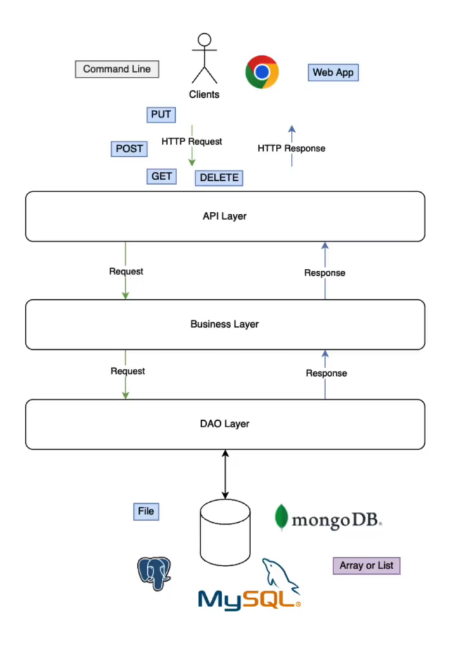 Command Line
Web App
Clients
PUT
POST
HTTP Request
HTTP Response
GET
DELETE
API Layer
Request
Response
Business Layer
Request
Response
DAO Layer
File
mongoDB.
Array or List
MySQL